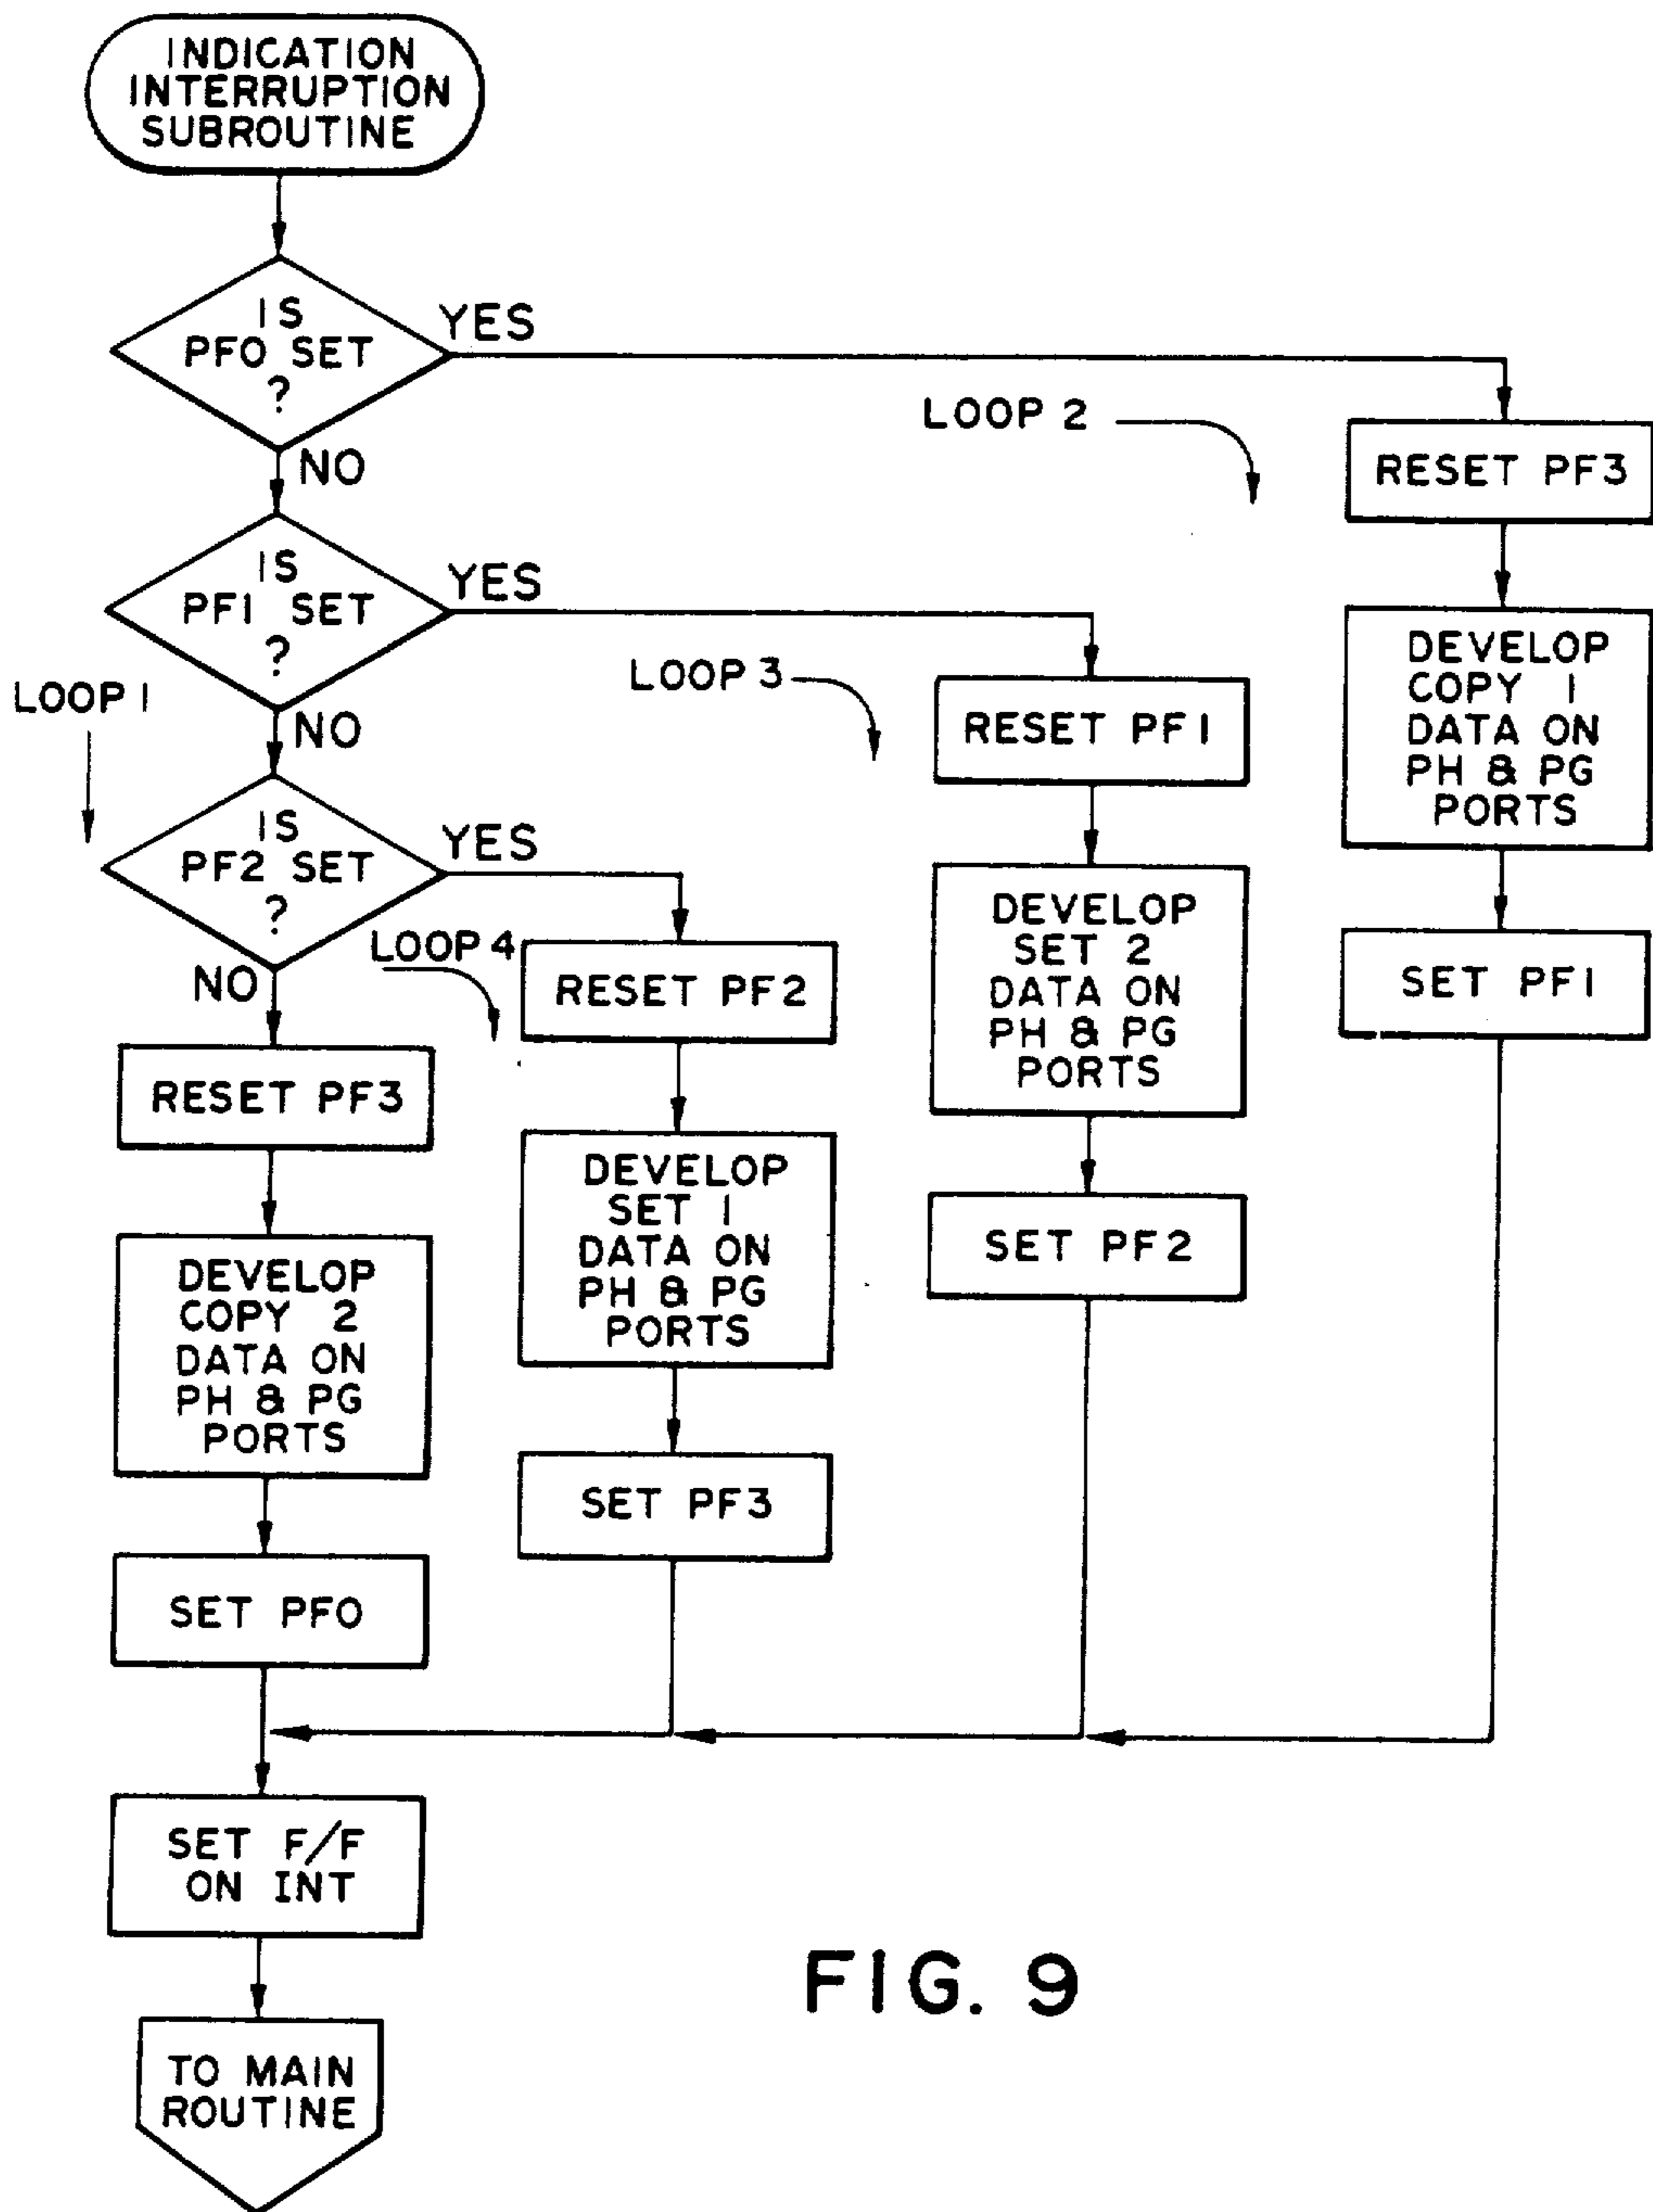 INDICATION
INTERRUPTION
SUBROUTINE
IS
PF0 SET
?
YES
NO
LOOP 2
RESET PF3
DEVELOP
COPY 1
DATA ON
PH & PG
PORTS
SET PF1
IS
PF1 SET
?
YES
NO
LOOP 3
RESET PF1
DEVELOP
SET 2
DATA ON
PH & PG
PORTS
SET PF2
LOOP 1
IS
PF2 SET
?
YES
NO
LOOP 4
RESET PF2
DEVELOP
SET 1
DATA ON
PH & PG
PORTS
SET PF3
RESET PF3
DEVELOP
COPY 2
DATA ON
PH & PG
PORTS
SET PF0
SET F/F
ON INT
TO MAIN
ROUTINE
FIG. 9